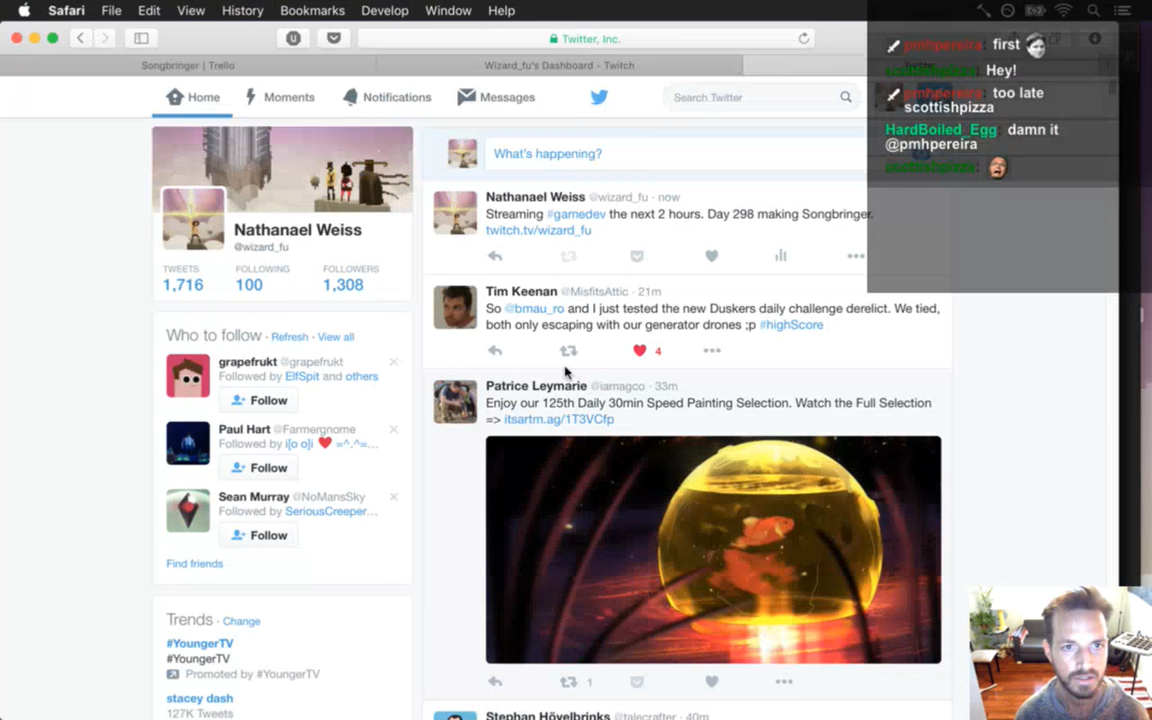 Safari File Edit View History Bookmarks Develop Window Help
Twitter, Inc.
Songbringer | Trello
Wizard_fu's Dashboard - Twitch
Home Moments Notifications Messages
Search Twitter
pmhpereira: first
scottishpizza: Hey!
pmhpereira: too late
scottishpizza
HardBoiled_Egg: damn it
@pmhpereira
scottishpizza:
Nathanael Weiss
@wizard_fu
TWEETS FOLLOWING FOLLOWERS
1,716 100 1,308
Who to follow · Refresh · View all
grapefrukt @grapefrukt
Followed by ElfSpit and others
Follow
Paul Hart @Farmergnome
Followed by i[o o]i ❤ =^.^=...
Follow
Sean Murray @NoMansSky
Followed by SeriousCreeper...
Follow
Find friends
Trends · Change
#YoungerTV
#YoungerTV
Promoted by #YoungerTV
stacey dash
127K Tweets
What's happening?
Nathanael Weiss @wizard_fu · now
Streaming #gamedev the next 2 hours. Day 298 making Songbringer.
twitch.tv/wizard_fu
Tim Keenan @MisfitsAttic · 21m
So @bmau_ro and I just tested the new Duskers daily challenge derelict. We tied,
both only escaping with our generator drones ;p #highScore
4
Patrice Leymarie @iamagco · 33m
Enjoy our 125th Daily 30min Speed Painting Selection. Watch the Full Selection
=> itsartm.ag/1T3VCfp
1
Stephan Hövelbrinks @talecrafter · 40m